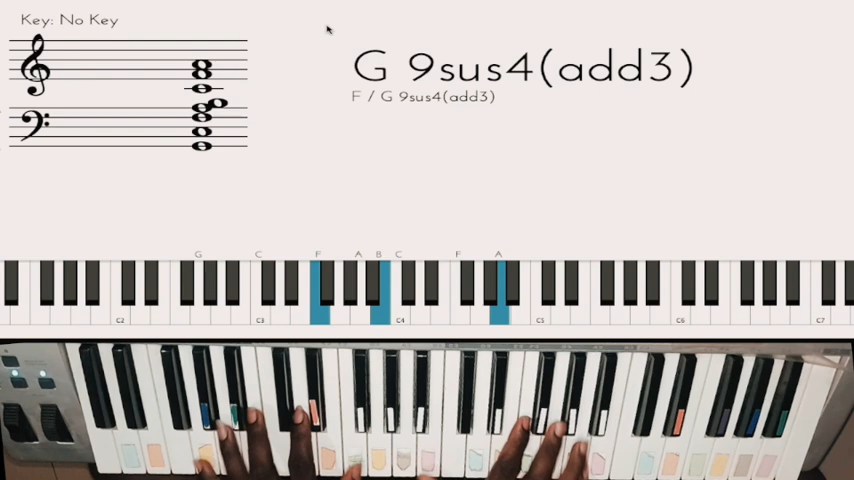 Key: No Key
G 9sus4(add3)
F / G 9sus4(add3)
G C F A B C F A
C2 C3 C4 C5 C6 C7